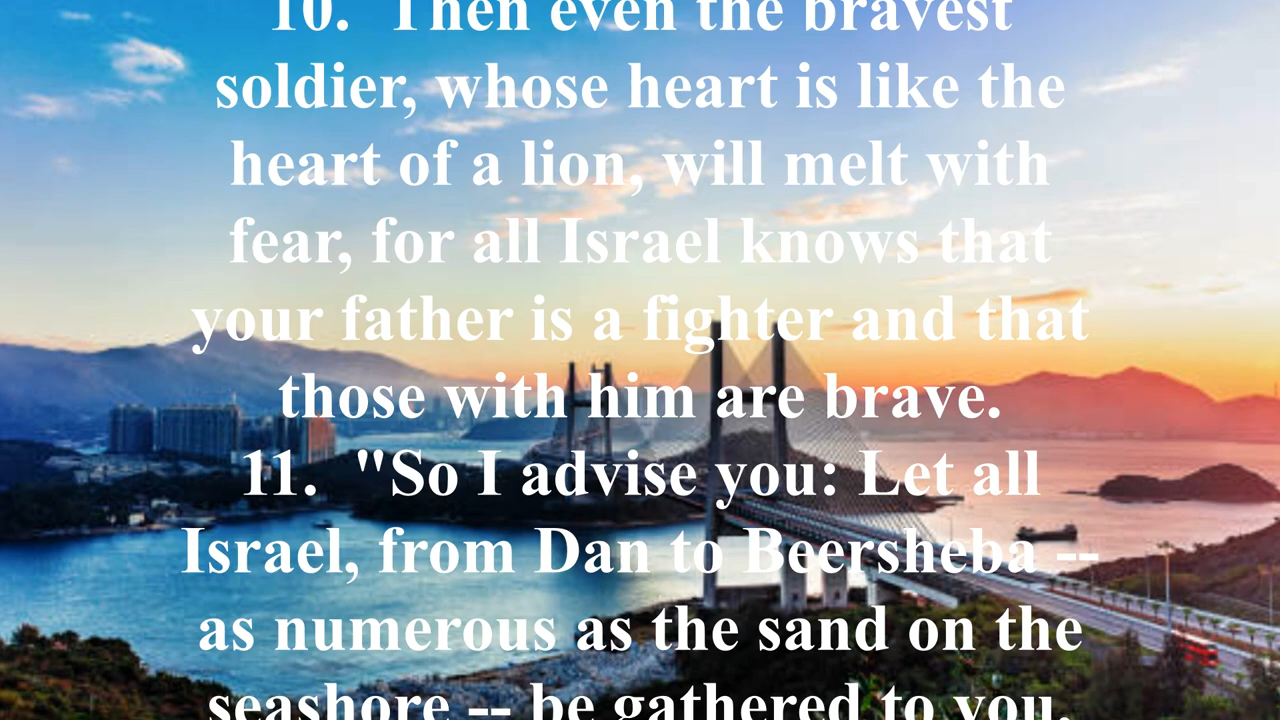 10. Then even the bravest
soldier, whose heart is like the
heart of a lion, will melt with
fear, for all Israel knows that
your father is a fighter and that
those with him are brave.
11. "So I advise you: Let all
Israel, from Dan to Beersheba --
as numerous as the sand on the
seashore -- be gathered to you,